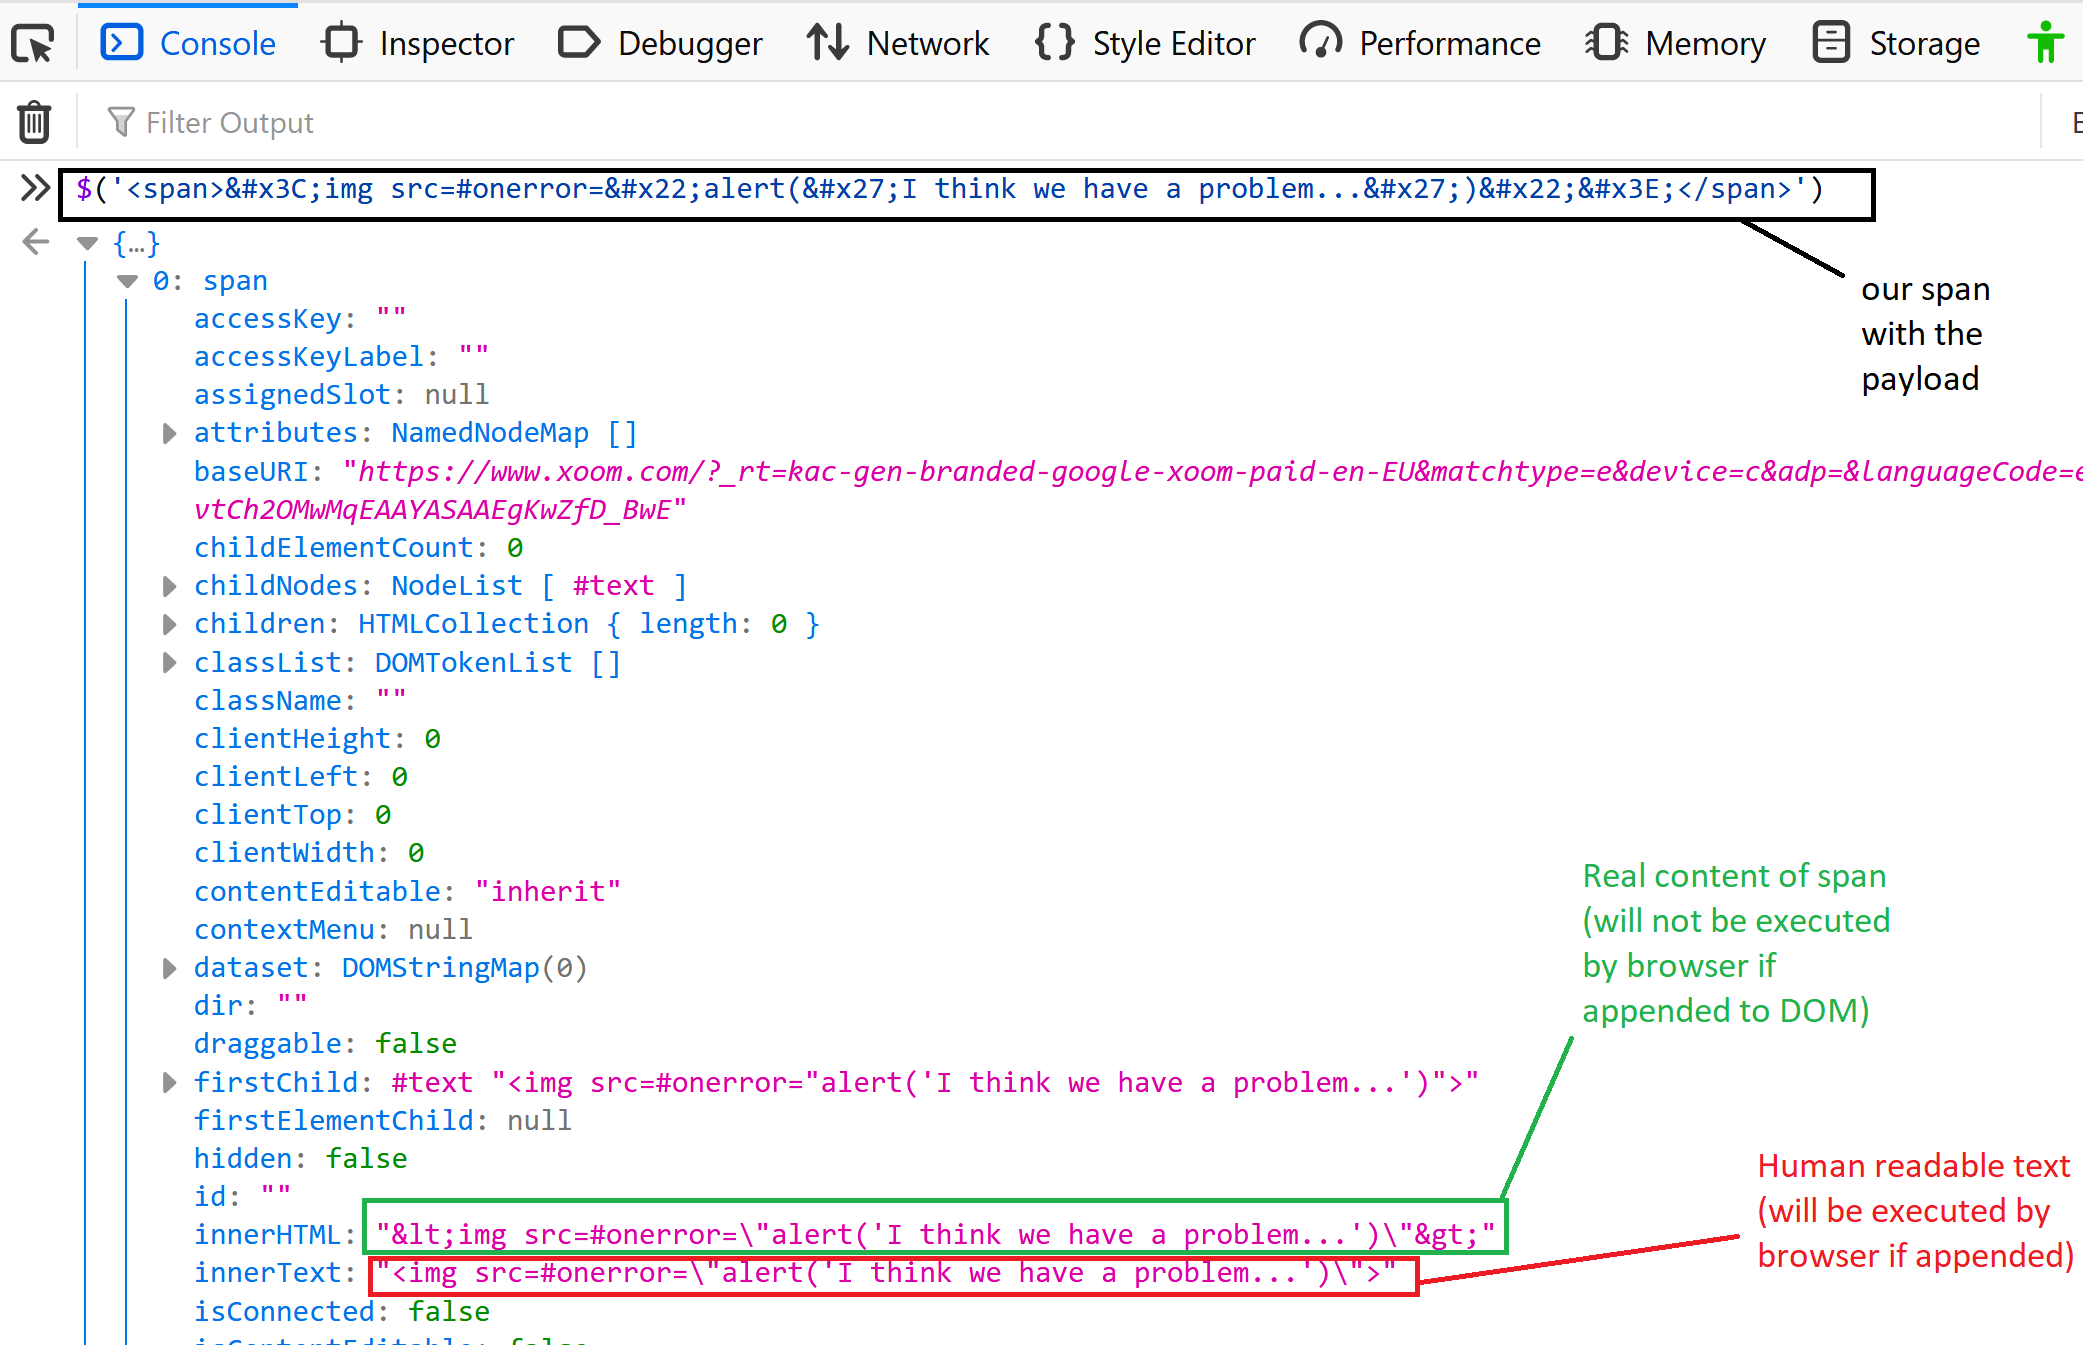 Console Inspector Debugger Network Style Editor Performance Memory Storage
Filter Output
$('<span>&#x3C;img src=#onerror=&#x22;alert(&#x27;I think we have a problem...&#x27;)&#x22;&#x3E;</span>')
{…}
0: span
our span
with the
payload
accessKey: ""
accessKeyLabel: ""
assignedSlot: null
attributes: NamedNodeMap []
baseURI: "https://www.xoom.com/?_rt=kac-gen-branded-google-xoom-paid-en-EU&matchtype=e&device=c&adp=&languageCode=e
vtCh2OMwMqEAAYASAAEgKwZfD_BwE"
childElementCount: 0
childNodes: NodeList [ #text ]
children: HTMLCollection { length: 0 }
classList: DOMTokenList []
className: ""
clientHeight: 0
clientLeft: 0
clientTop: 0
clientWidth: 0
contentEditable: "inherit"
contextMenu: null
dataset: DOMStringMap(0)
dir: ""
draggable: false
Real content of span
(will not be executed
by browser if
appended to DOM)
firstChild: #text "<img src=#onerror="alert('I think we have a problem...')">"
firstElementChild: null
hidden: false
id: ""
innerHTML: "&lt;img src=#onerror=\"alert('I think we have a problem...')\"&gt;"
innerText: "<img src=#onerror=\"alert('I think we have a problem...')\">"
Human readable text
(will be executed by
browser if appended)
isConnected: false
isContentEditable: false